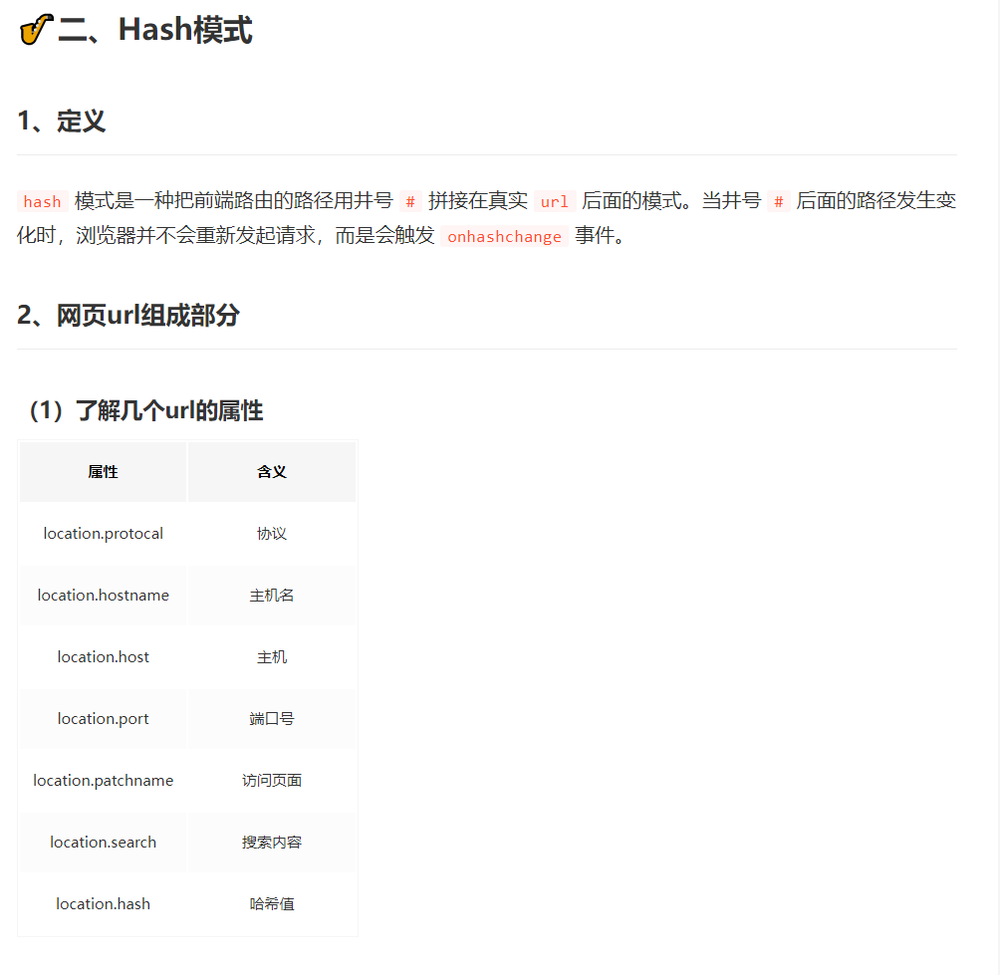 二、Hash模式
1、定义
hash 模式是一种把前端路由的路径用井号 # 拼接在真实 url 后面的模式。当井号 # 后面的路径发生变
化时，浏览器并不会重新发起请求，而是会触发 onhashchange 事件。
2、网页url组成部分
（1）了解几个url的属性
属性 含义
location.protocal 协议
location.hostname 主机名
location.host 主机
location.port 端口号
location.patchname 访问页面
location.search 搜索内容
location.hash 哈希值